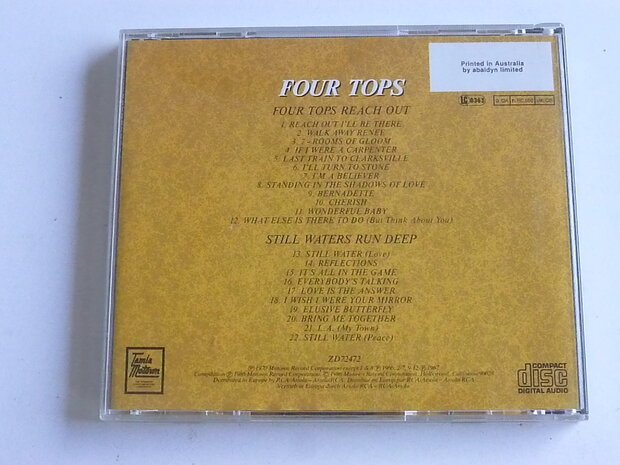 Printed in Australia
by abaidyn limited
FOUR TOPS
FOUR TOPS REACH OUT
1. REACH OUT I'LL BE THERE
2. WALK AWAY RENEE
3. 7 - ROOMS OF GLOOM
4. IF I WERE A CARPENTER
5. LAST TRAIN TO CLARKSVILLE
6. I'LL TURN TO STONE
7. I'M A BELIEVER
8. STANDING IN THE SHADOWS OF LOVE
9. BERNADETTE
10. CHERISH
11. WONDERFUL BABY
12. WHAT ELSE IS THERE TO DO (But Think About You)
STILL WATERS RUN DEEP
13. STILL WATER (Love)
14. REFLECTIONS
15. IT'S ALL IN THE GAME
16. EVERYBODY'S TALKING
17. LOVE IS THE ANSWER
18. I WISH I WERE YOUR MIRROR
19. ELUSIVE BUTTERFLY
20. BRING ME TOGETHER
21. L.A. (My Town)
22. STILL WATER (Peace)
ZD72472
Tamla
Motown
COMPACT
disc
DIGITAL AUDIO